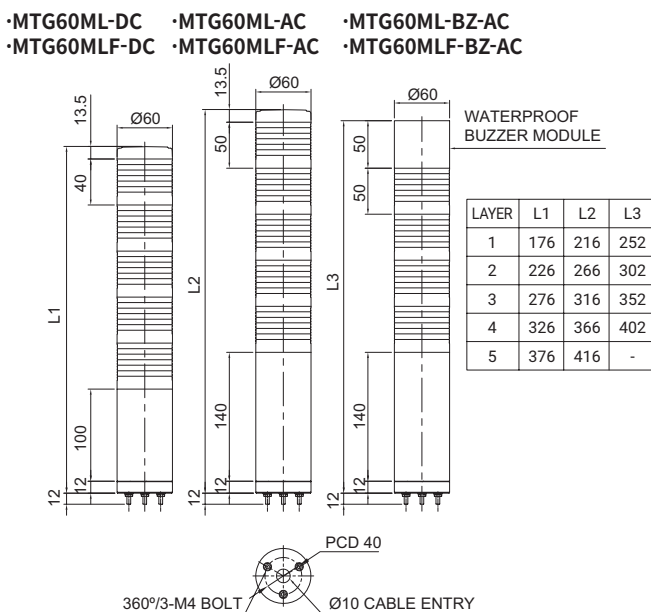 ·MTG60ML-DC ·MTG60ML-AC ·MTG60ML-BZ-AC
·MTG60MLF-DC ·MTG60MLF-AC ·MTG60MLF-BZ-AC
13.5
Ø60
40
L1
100
12
12
13.5
Ø60
50
L2
140
12
12
Ø60
50
50
L3
140
12
12
WATERPROOF
BUZZER MODULE
LAYER L1 L2 L3
1 176 216 252
2 226 266 302
3 276 316 352
4 326 366 402
5 376 416 -
PCD 40
360º/3-M4 BOLT
Ø10 CABLE ENTRY